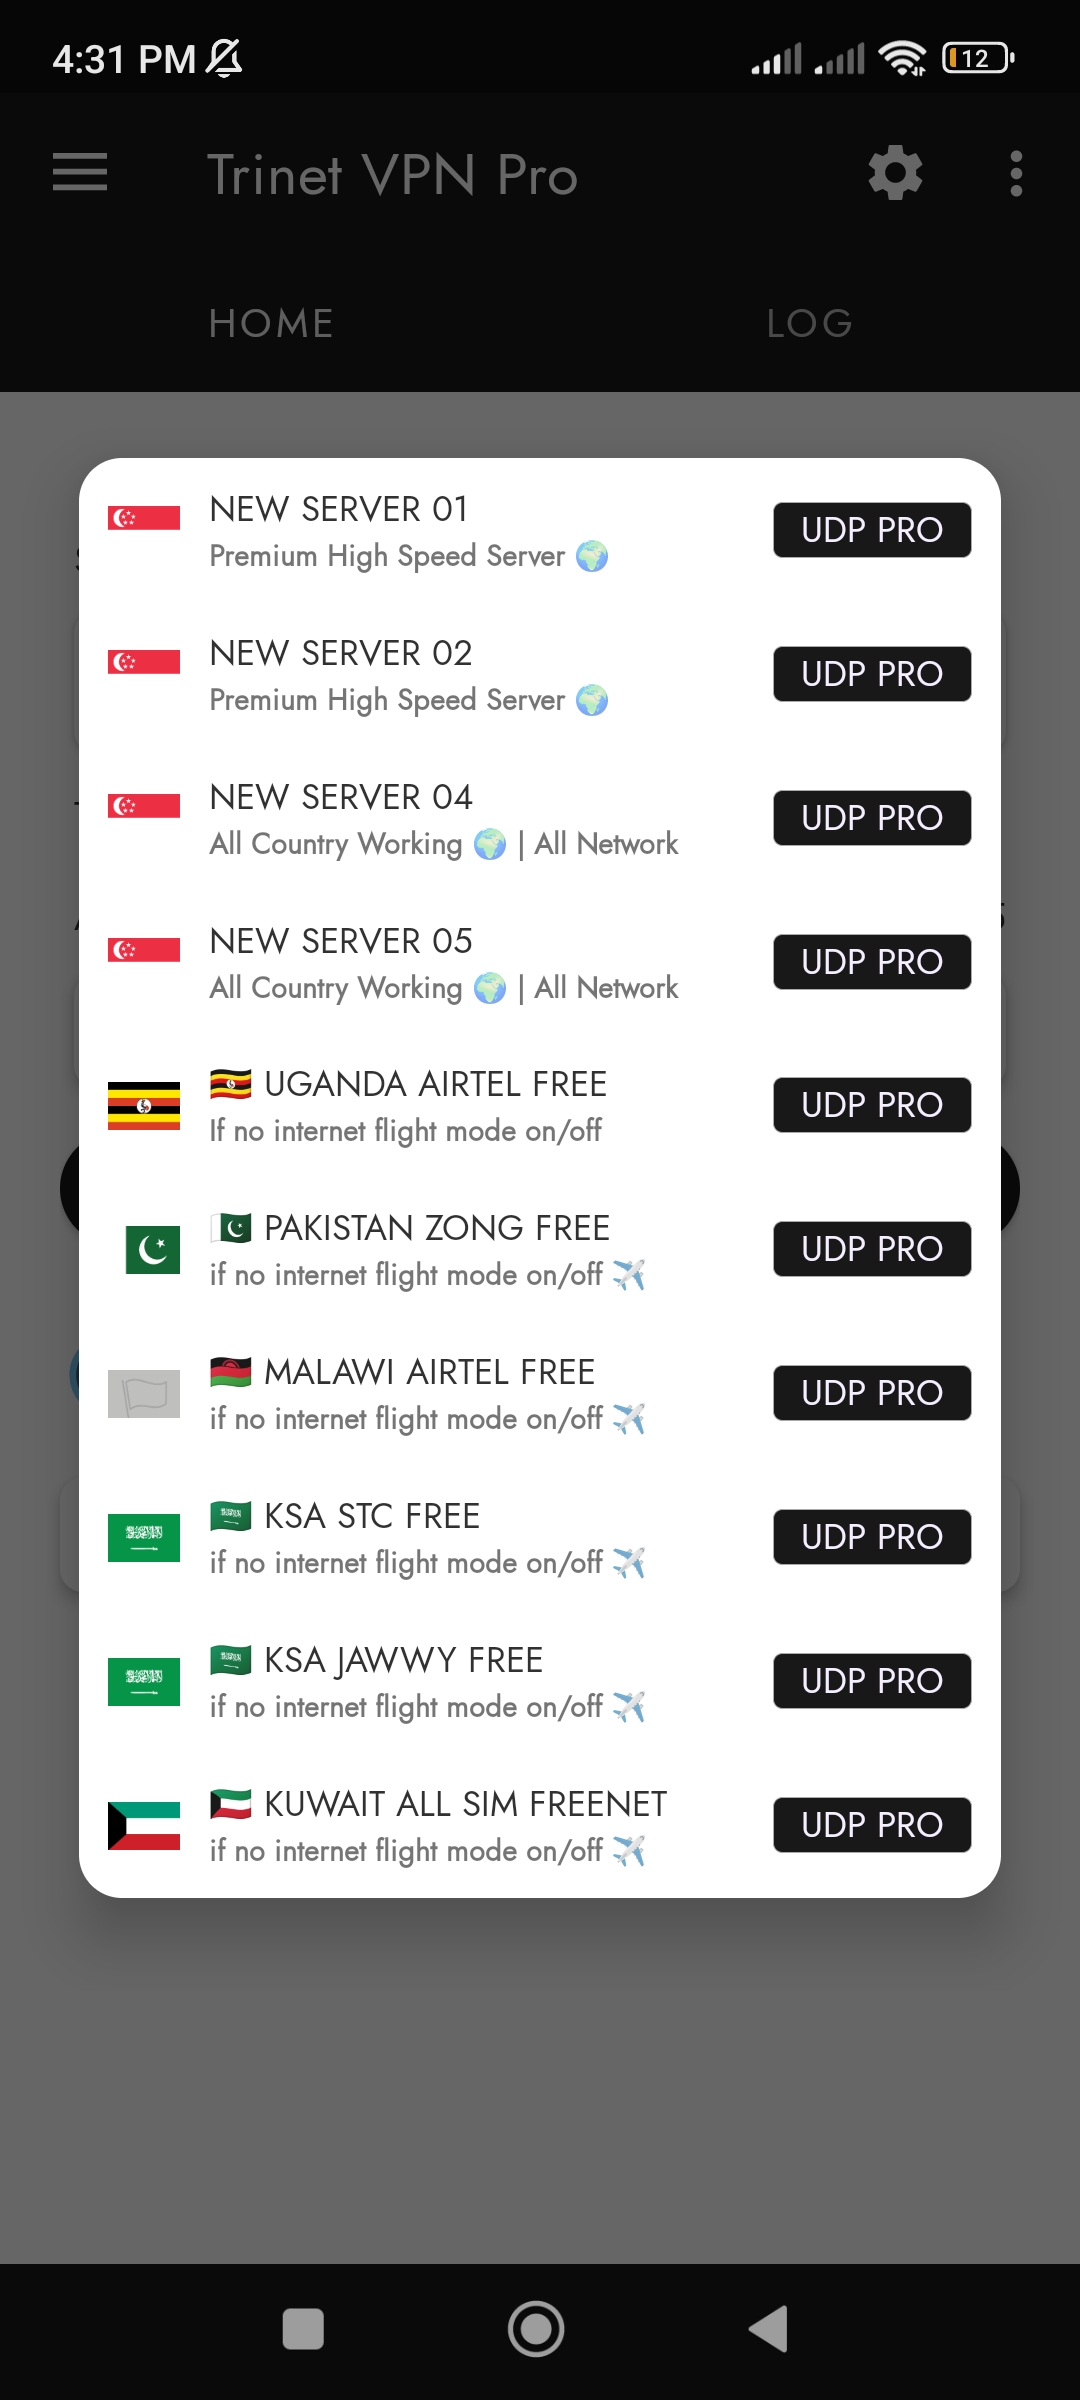 4:31 PM
12
Trinet VPN Pro
HOME
LOG
NEW SERVER 01
Premium High Speed Server 🌍
UDP PRO
NEW SERVER 02
Premium High Speed Server 🌍
UDP PRO
NEW SERVER 04
All Country Working 🌍 | All Network
UDP PRO
NEW SERVER 05
All Country Working 🌍 | All Network
UDP PRO
🇺🇬 UGANDA AIRTEL FREE
If no internet flight mode on/off
UDP PRO
🇵🇰 PAKISTAN ZONG FREE
if no internet flight mode on/off ✈️
UDP PRO
🇲🇼 MALAWI AIRTEL FREE
if no internet flight mode on/off ✈️
UDP PRO
🇸🇦 KSA STC FREE
if no internet flight mode on/off ✈️
UDP PRO
🇸🇦 KSA JAWWY FREE
if no internet flight mode on/off ✈️
UDP PRO
🇰🇼 KUWAIT ALL SIM FREENET
if no internet flight mode on/off ✈️
UDP PRO